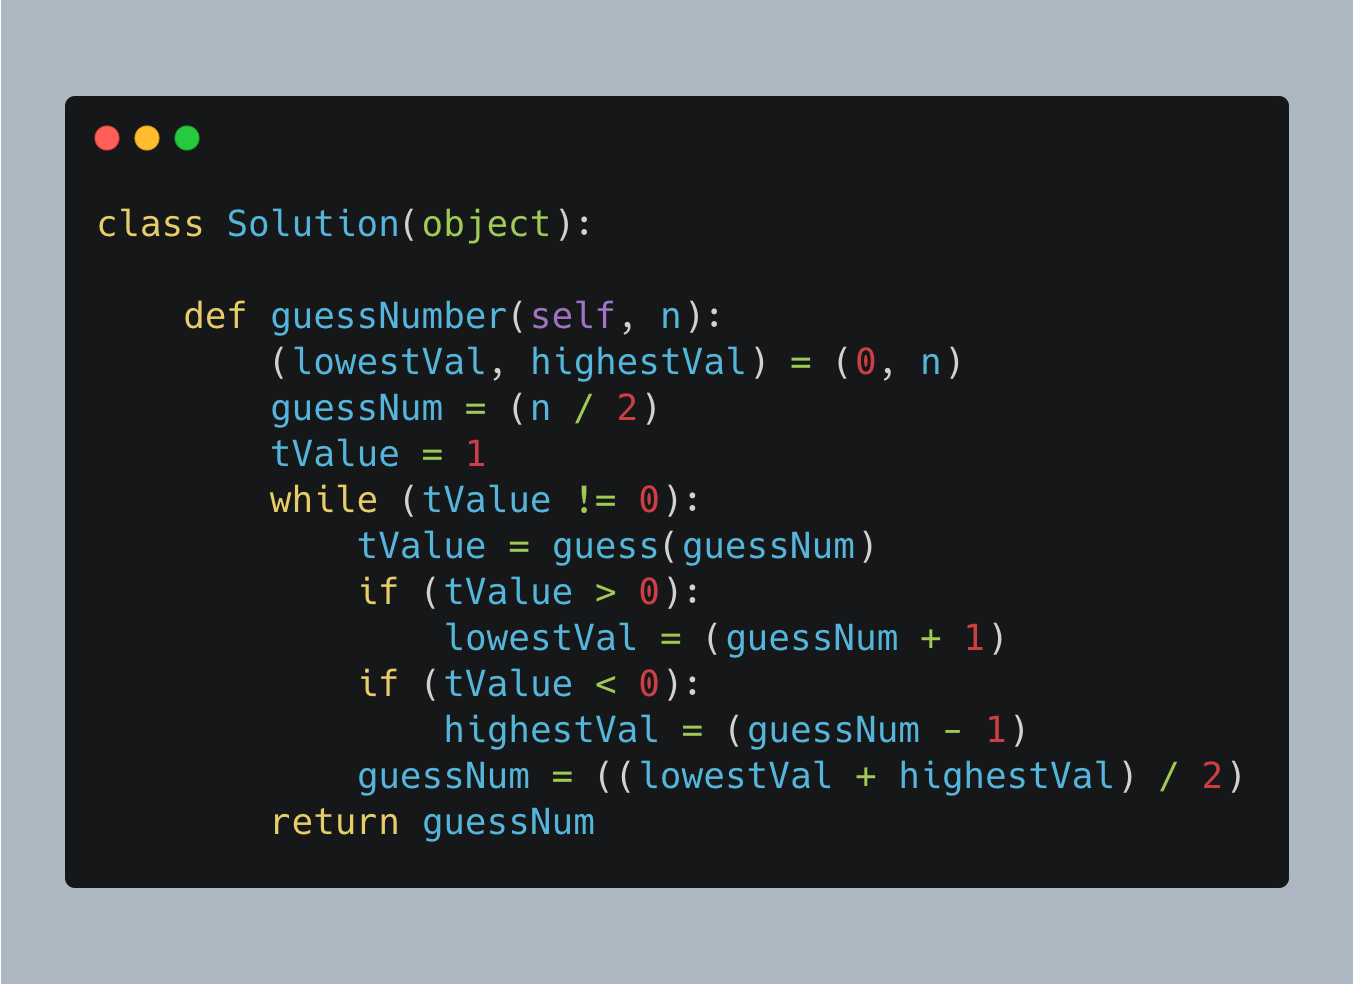 class Solution(object):

    def guessNumber(self, n):
        (lowestVal, highestVal) = (0, n)
        guessNum = (n / 2)
        tValue = 1
        while (tValue != 0):
            tValue = guess(guessNum)
            if (tValue > 0):
                lowestVal = (guessNum + 1)
            if (tValue < 0):
                highestVal = (guessNum - 1)
            guessNum = ((lowestVal + highestVal) / 2)
        return guessNum